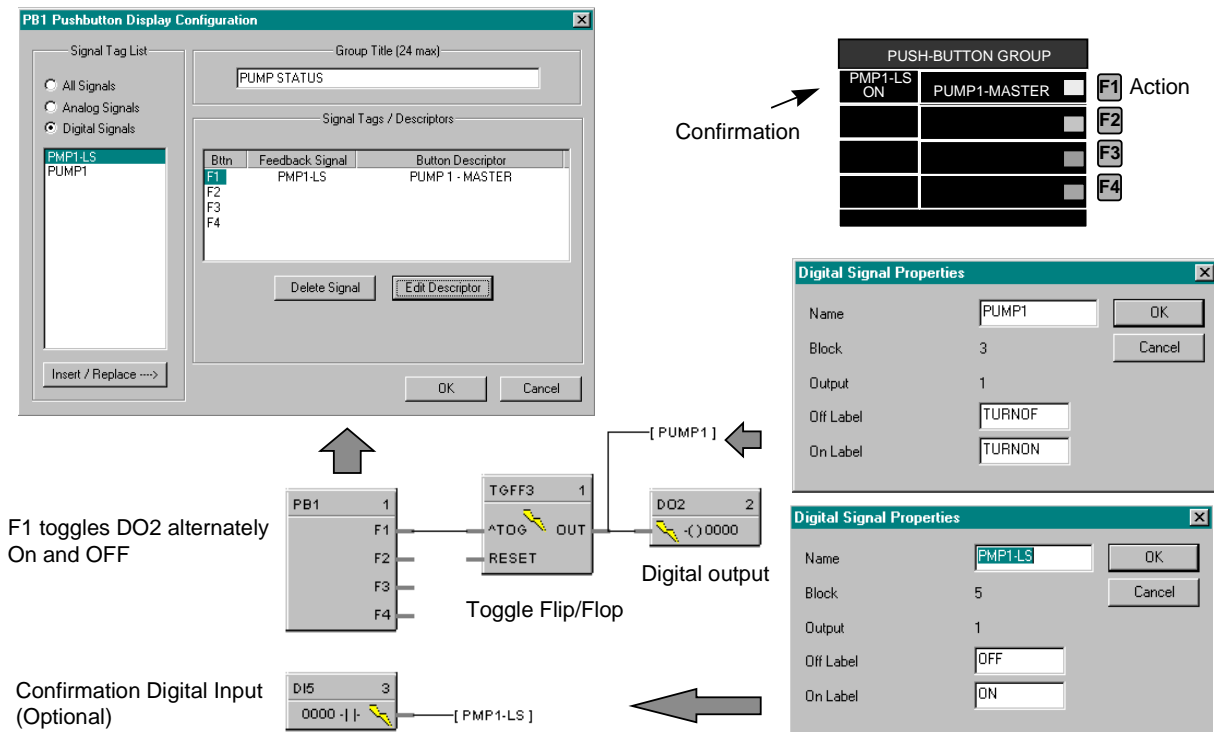 PB1 Pushbutton Display Configuration
Signal Tag List
All Signals
Analog Signals
Digital Signals
PMP1-LS
PUMP1
Insert / Replace ---->
Group Title (24 max)
PUMP STATUS
Signal Tags / Descriptors
Bttn Feedback Signal Button Descriptor
F1 PMP1-LS PUMP 1 - MASTER
F2
F3
F4
Delete Signal Edit Descriptor
OK Cancel
PUSH-BUTTON GROUP
PMP1-LS
ON PUMP1-MASTER F1 Action
F2
F3
F4
Confirmation
Digital Signal Properties
Name PUMP1 OK
Block 3 Cancel
Output 1
Off Label TURNOF
On Label TURNON
[ PUMP1 ]
F1 toggles DO2 alternately
On and OFF
PB1 1
F1
F2
F3
F4
TGFF3 1
^TOG OUT
RESET
Toggle Flip/Flop
DO2 2
-( ) 0000
Digital output
Digital Signal Properties
Name PMP1-LS OK
Block 5 Cancel
Output 1
Off Label OFF
On Label ON
Confirmation Digital Input
(Optional)
DI5 3
0000 -| |-
[ PMP1-LS ]